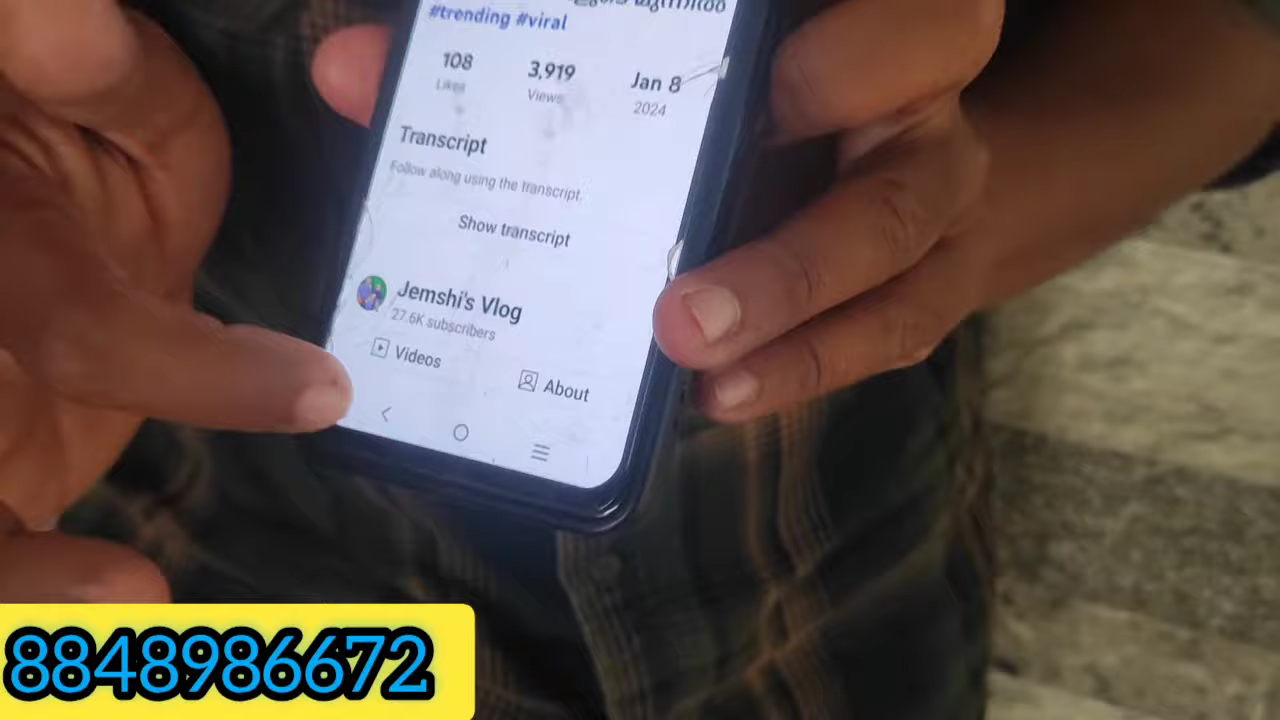 #trending #viral
108
Likes
3,919
Views
Jan 8
2024
Transcript
Follow along using the transcript.
Show transcript
Jemshi's Vlog
27.6K subscribers
Videos
About
8848986672